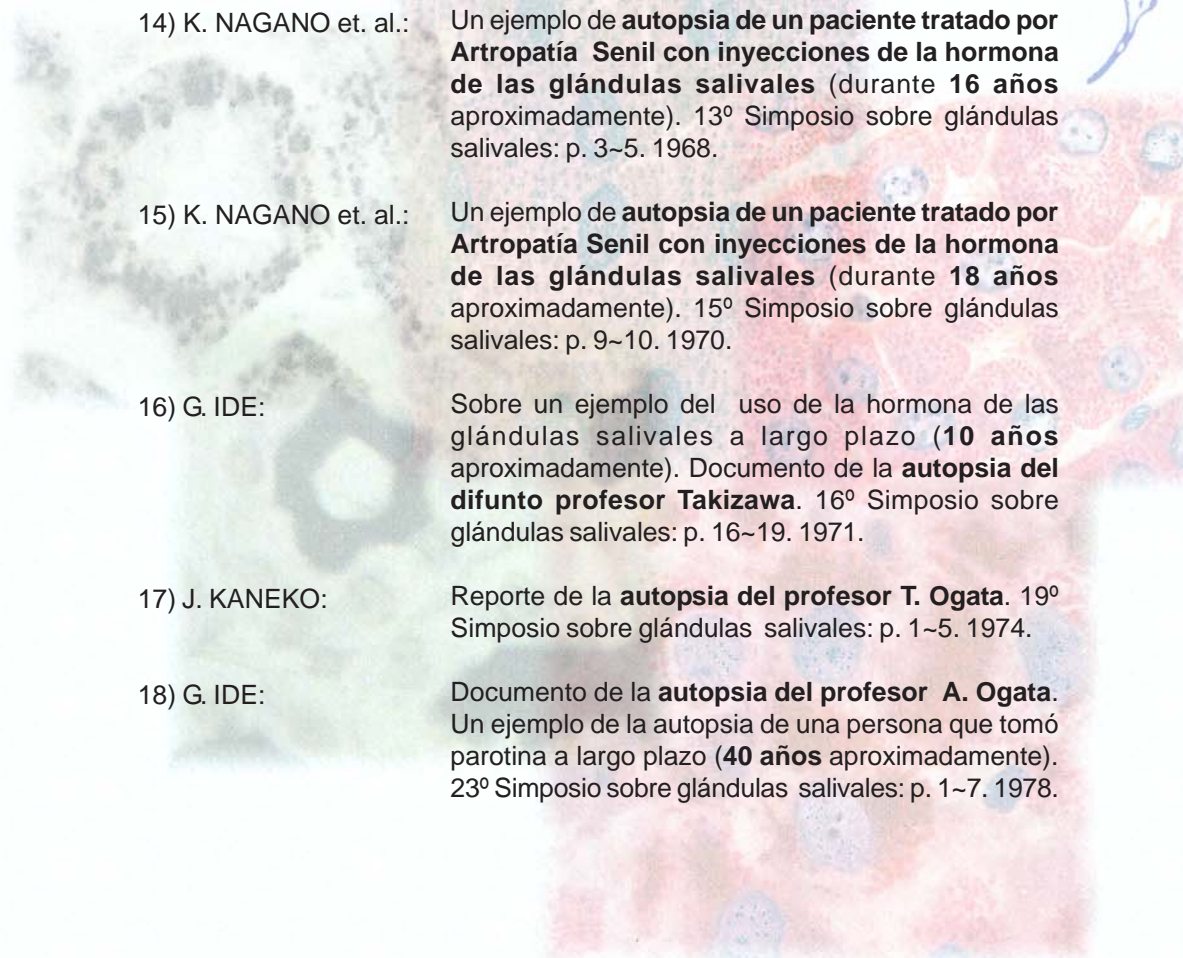 14) K. NAGANO et. al.: Un ejemplo de autopsia de un paciente tratado por
Artropatía Senil con inyecciones de la hormona
de las glándulas salivales (durante 16 años
aproximadamente). 13º Simposio sobre glándulas
salivales: p. 3~5. 1968.
15) K. NAGANO et. al.: Un ejemplo de autopsia de un paciente tratado por
Artropatía Senil con inyecciones de la hormona
de las glándulas salivales (durante 18 años
aproximadamente). 15º Simposio sobre glándulas
salivales: p. 9~10. 1970.
16) G. IDE: Sobre un ejemplo del uso de la hormona de las
glándulas salivales a largo plazo (10 años
aproximadamente). Documento de la autopsia del
difunto profesor Takizawa. 16º Simposio sobre
glándulas salivales: p. 16~19. 1971.
17) J. KANEKO: Reporte de la autopsia del profesor T. Ogata. 19º
Simposio sobre glándulas salivales: p. 1~5. 1974.
18) G. IDE: Documento de la autopsia del profesor A. Ogata.
Un ejemplo de la autopsia de una persona que tomó
parotina a largo plazo (40 años aproximadamente).
23º Simposio sobre glándulas salivales: p. 1~7. 1978.